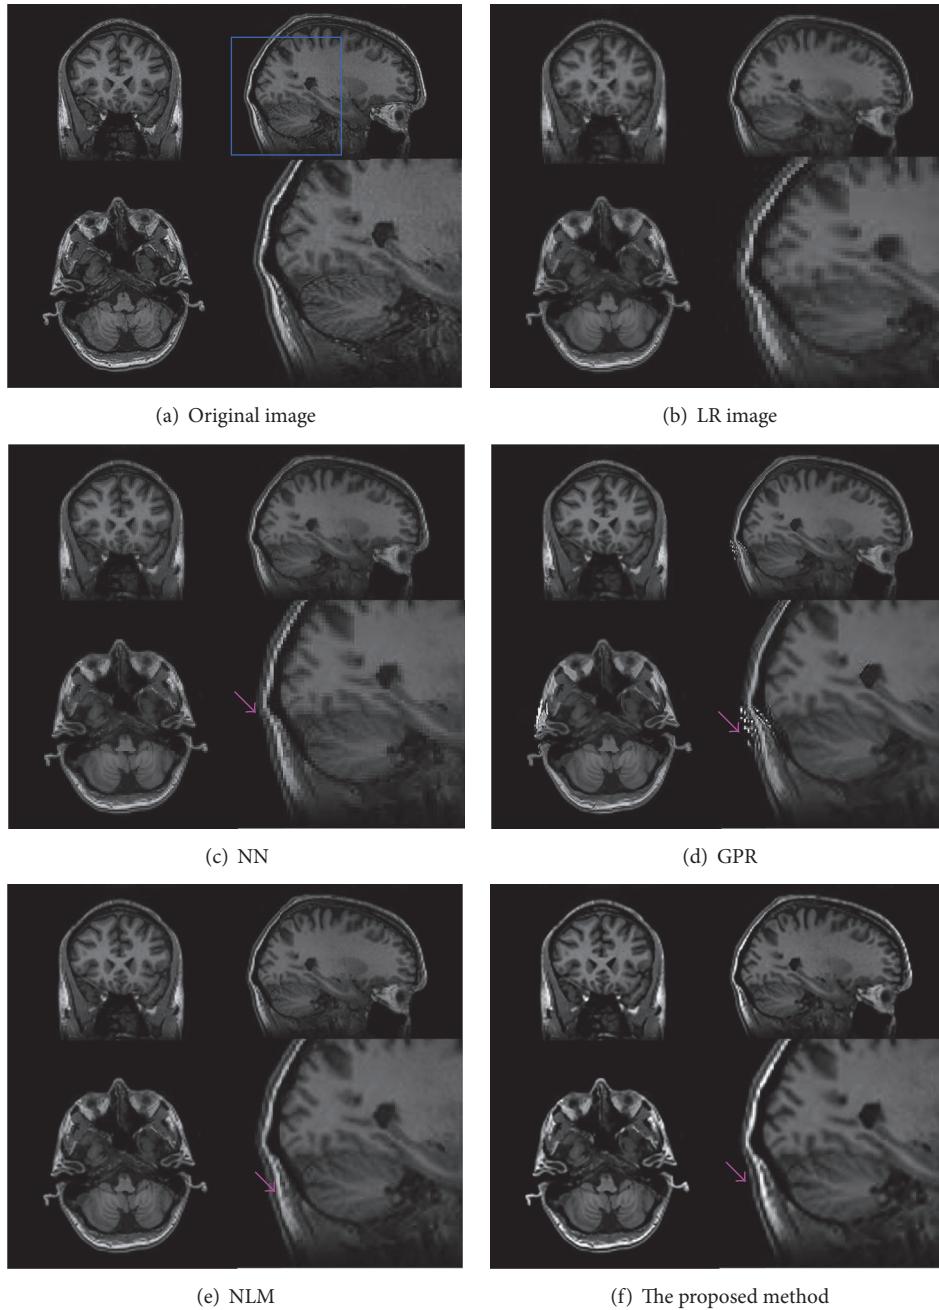 (a) Original image
(b) LR image
(c) NN
(d) GPR
(e) NLM
(f) The proposed method